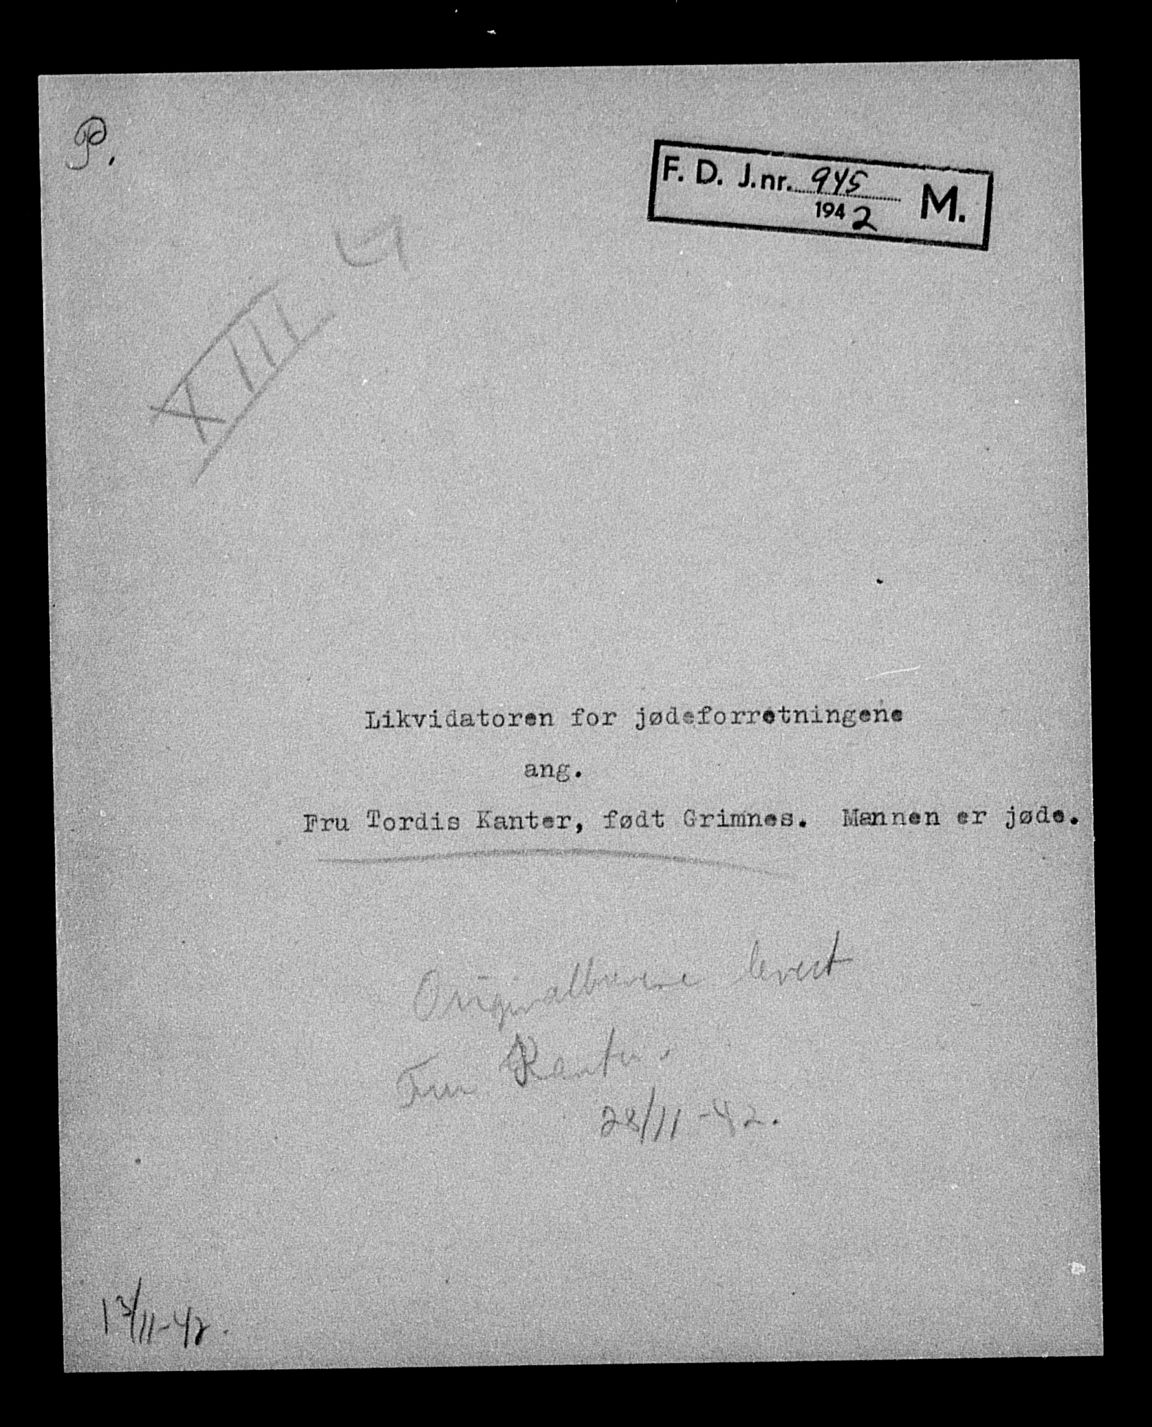 P.
F. D. J.nr. 945 M.
1942
XIII 4
Likvidatoren for jødeforretningene
ang.
Fru Tordis Kanter, født Grimnes. Mannen er jøde.
Originalbrevene levert
Fru Kanter.
28/11-42.
13/11-42.